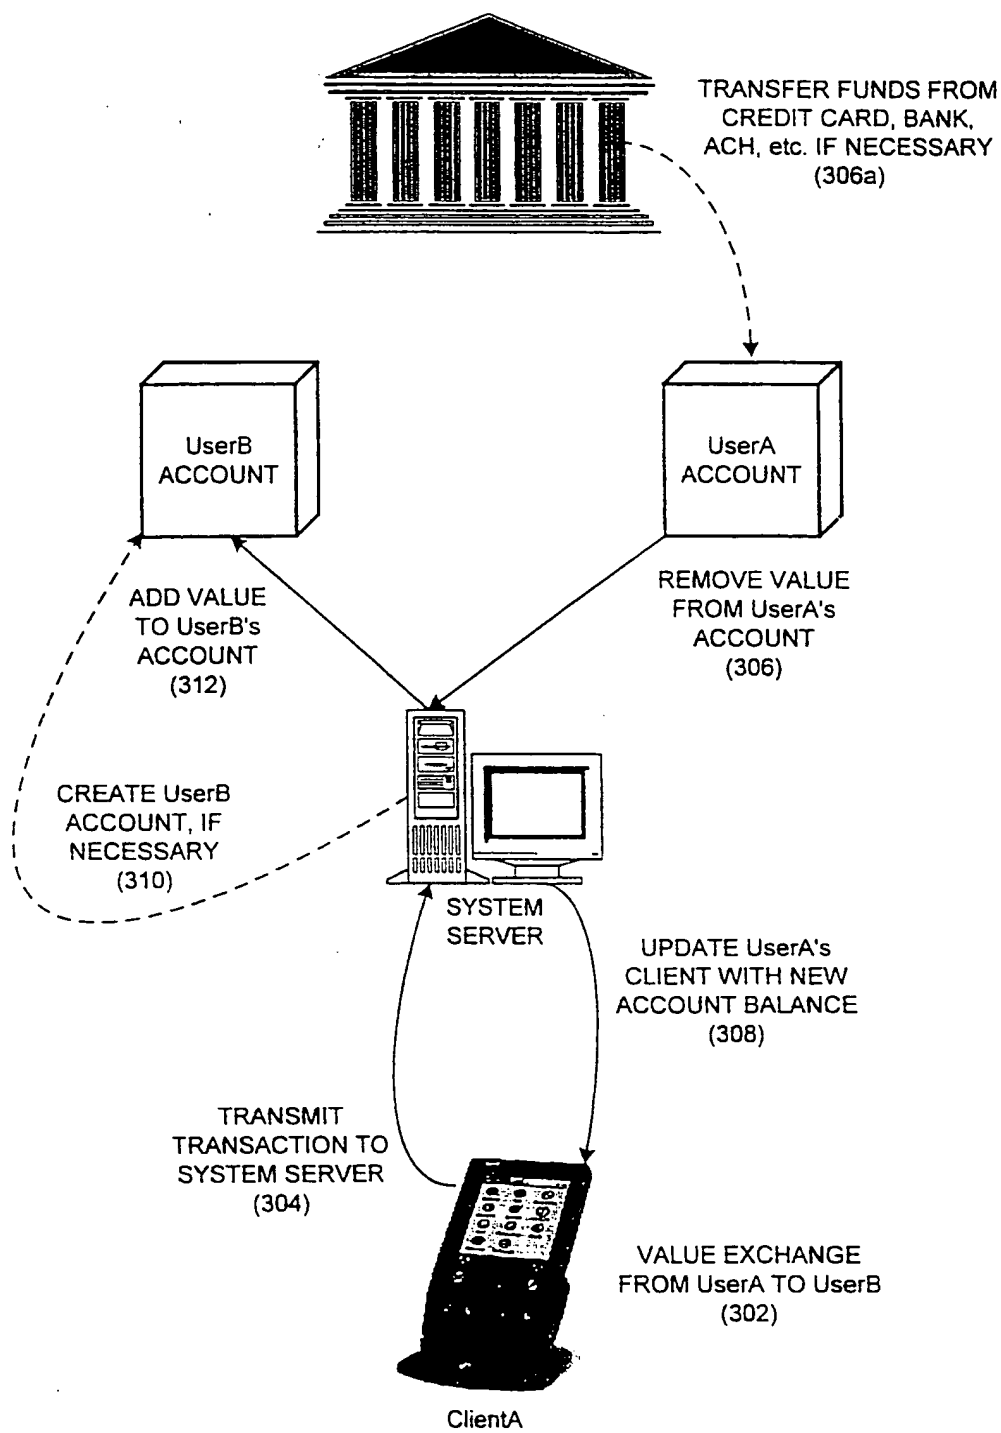 TRANSFER FUNDS FROM
CREDIT CARD, BANK,
ACH, etc. IF NECESSARY
(306a)
UserB
ACCOUNT
UserA
ACCOUNT
ADD VALUE
TO UserB's
ACCOUNT
(312)
REMOVE VALUE
FROM UserA's
ACCOUNT
(306)
CREATE UserB
ACCOUNT, IF
NECESSARY
(310)
SYSTEM
SERVER
UPDATE UserA's
CLIENT WITH NEW
ACCOUNT BALANCE
(308)
TRANSMIT
TRANSACTION TO
SYSTEM SERVER
(304)
VALUE EXCHANGE
FROM UserA TO UserB
(302)
ClientA